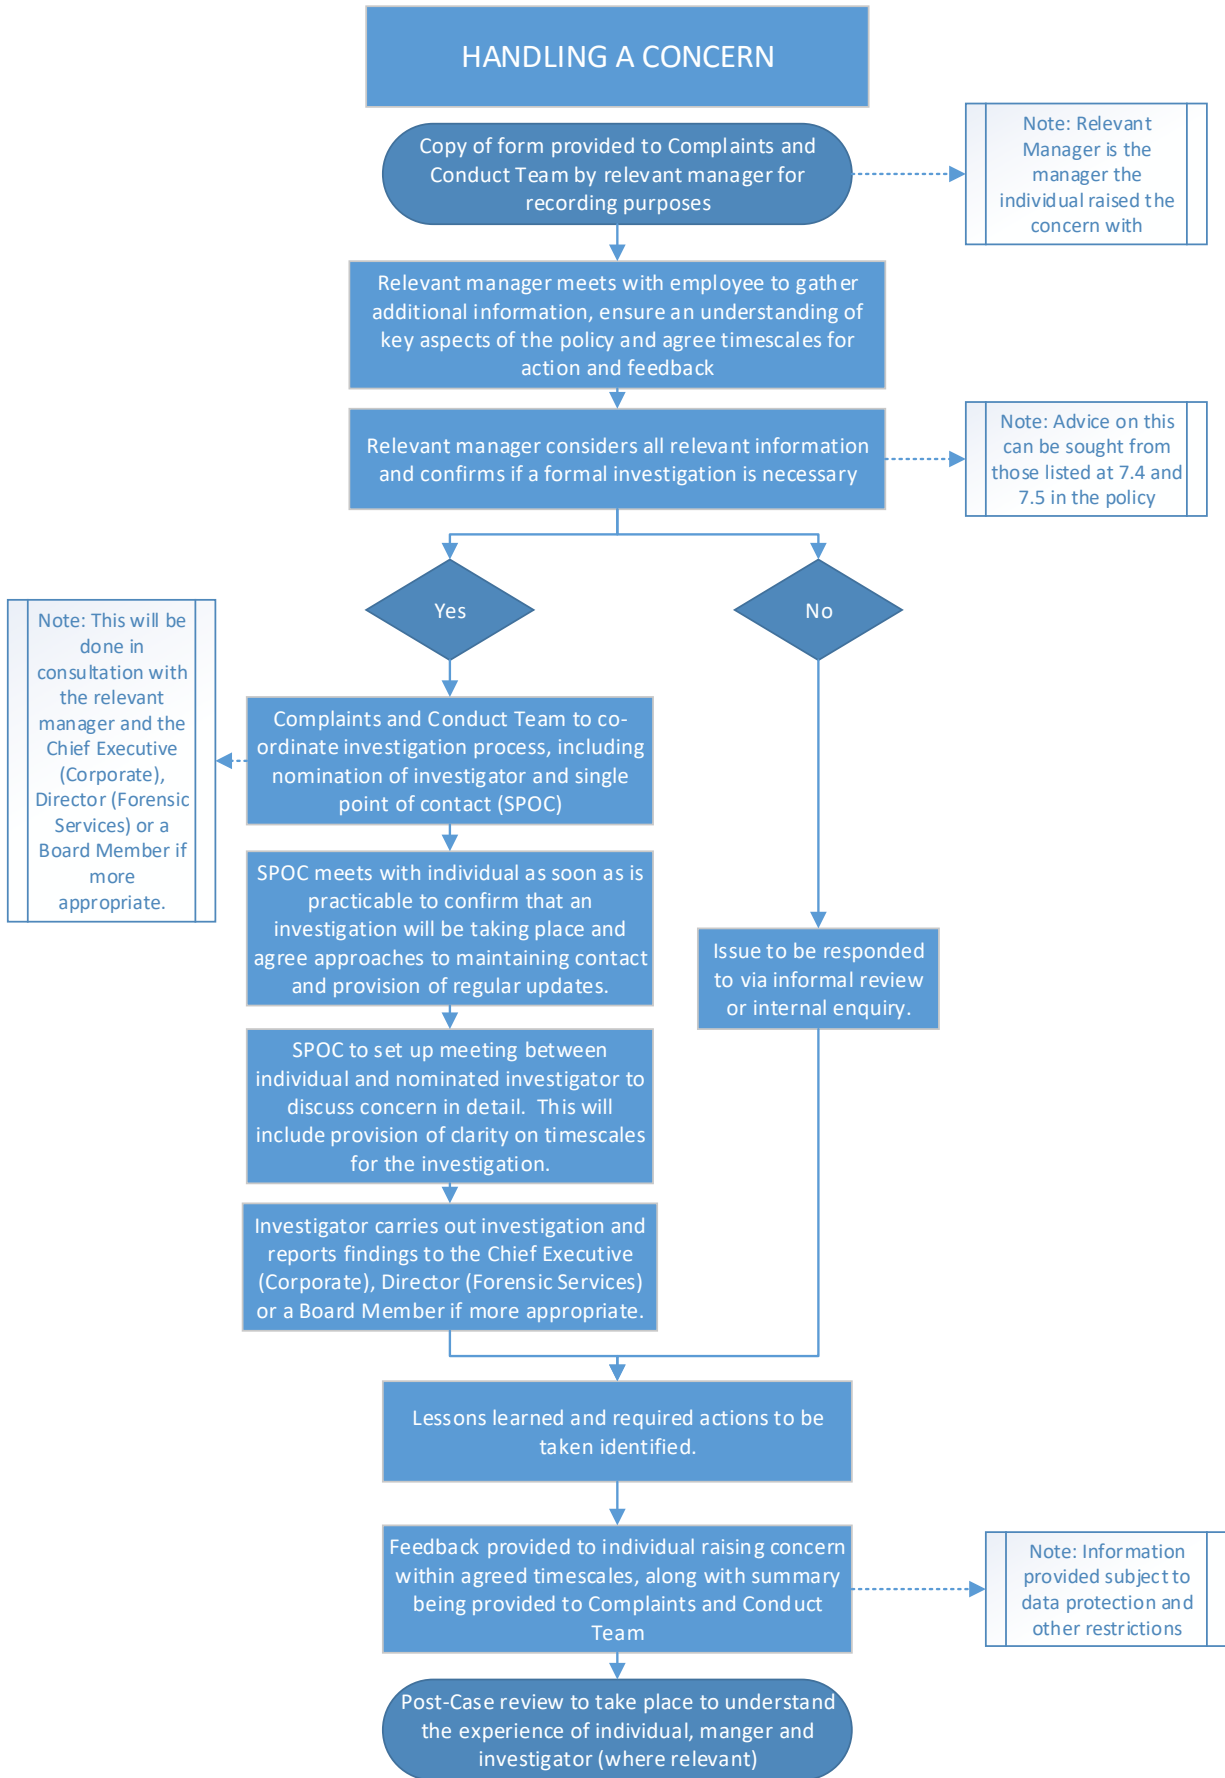 HANDLING A CONCERN
Copy of form provided to Complaints and
Conduct Team by relevant manager for
recording purposes
Note: Relevant
Manager is the
manager the
individual raised the
concern with
Relevant manager meets with employee to gather
additional information, ensure an understanding of
key aspects of the policy and agree timescales for
action and feedback
Relevant manager considers all relevant information
and confirms if a formal investigation is necessary
Note: Advice on this
can be sought from
those listed at 7.4 and
7.5 in the policy
Yes
No
Note: This will be
done in
consultation with
the relevant
manager and the
Chief Executive
(Corporate),
Director (Forensic
Services) or a
Board Member if
more
appropriate.
Complaints and Conduct Team to co-
ordinate investigation process, including
nomination of investigator and single
point of contact (SPOC)
SPOC meets with individual as soon as is
practicable to confirm that an
investigation will be taking place and
agree approaches to maintaining contact
and provision of regular updates.
Issue to be responded
to via informal review
or internal enquiry.
SPOC to set up meeting between
individual and nominated investigator to
discuss concern in detail.  This will
include provision of clarity on timescales
for the investigation.
Investigator carries out investigation and
reports findings to the Chief Executive
(Corporate), Director (Forensic Services)
or a Board Member if more appropriate.
Lessons learned and required actions to be
taken identified.
Feedback provided to individual raising concern
within agreed timescales, along with summary
being provided to Complaints and Conduct
Team
Note: Information
provided subject to
data protection and
other restrictions
Post-Case review to take place to understand
the experience of individual, manger and
investigator (where relevant)